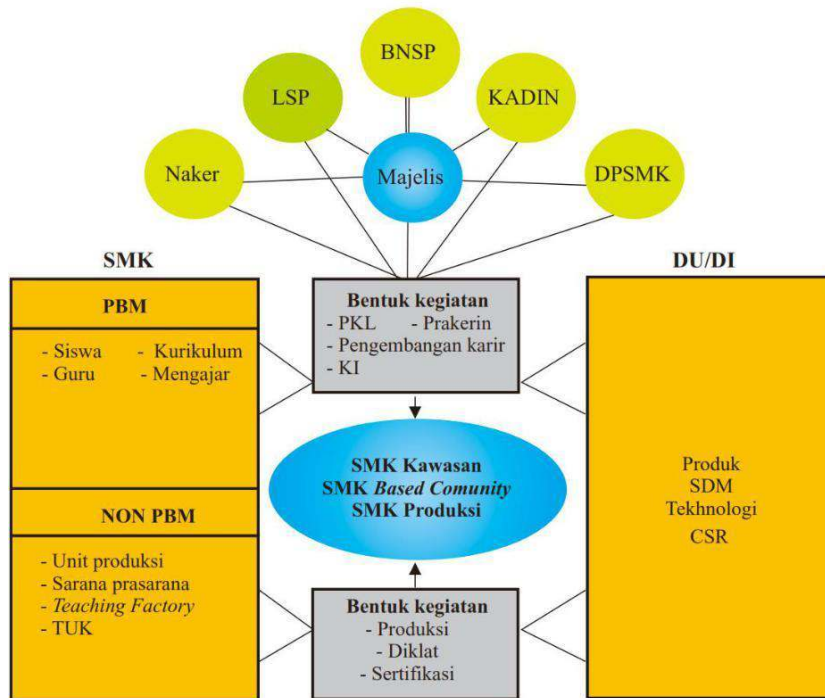 BNSP
LSP
KADIN
Naker
Majelis
DPSMK
SMK
DU/DI
PBM
- Siswa - Kurikulum
- Guru - Mengajar
Bentuk kegiatan
- PKL - Prakerin
- Pengembangan karir
- KI
SMK Kawasan
SMK Based Comunity
SMK Produksi
Produk
SDM
Tekhnologi
CSR
NON PBM
- Unit produksi
- Sarana prasarana
- Teaching Factory
- TUK
Bentuk kegiatan
- Produksi
- Diklat
- Sertifikasi